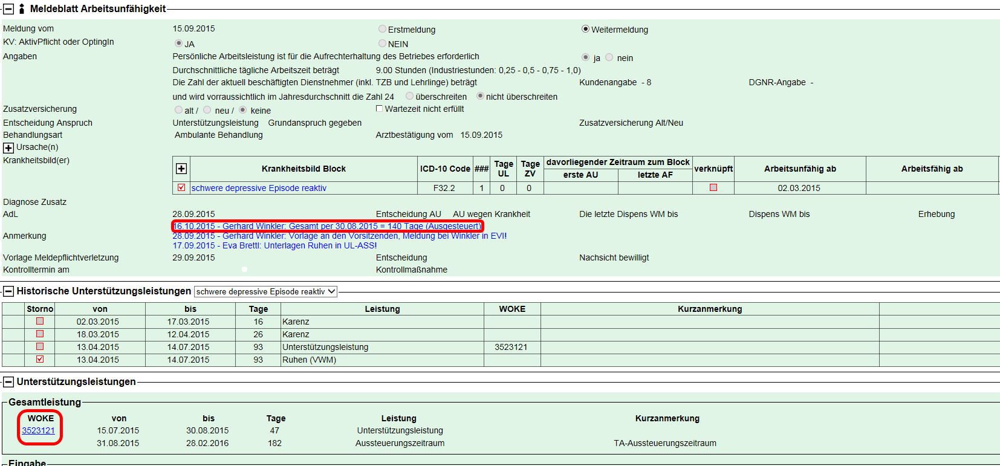 Meldeblatt Arbeitsunfähigkeit
Meldung vom 15.09.2015 Erstmeldung Weitermeldung
KV: AktivPflicht oder OptingIn JA NEIN
Angaben Persönliche Arbeitsleistung ist für die Aufrechterhaltung des Betriebes erforderlich ja nein
Durchschnittliche tägliche Arbeitszeit beträgt 9.00 Stunden (Industriestunden: 0,25 - 0,5 - 0,75 - 1,0)
Die Zahl der aktuell beschäftigten Dienstnehmer (inkl. TZB und Lehrlinge) beträgt Kundenangabe - 8 DGNR-Angabe -
und wird vorraussichtlich im Jahresdurchschnitt die Zahl 24 überschreiten nicht überschreiten
Zusatzversicherung alt / neu / keine Wartezeit nicht erfüllt
Entscheidung Anspruch Unterstützungsleistung Grundanspruch gegeben Zusatzversicherung Alt/Neu
Behandlungsart Ambulante Behandlung Arztbestätigung vom 15.09.2015
Ursache(n)
Krankheitsbild(er)
Krankheitsbild Block ICD-10 Code ### Tage UL Tage ZV davorliegender Zeitraum zum Block verknüpft Arbeitsunfähig ab Arbeitsfähig ab
erste AU letzte AF
schwere depressive Episode reaktiv F32.2 1 0 0 02.03.2015
Diagnose Zusatz
AdL 28.09.2015 Entscheidung AU AU wegen Krankheit Die letzte Dispens WM bis Dispens WM bis Erhebung
16.10.2015 - Gerhard Winkler: Gesamt per 30.08.2015 = 140 Tage (Ausgesteuert)
Anmerkung 28.09.2015 - Gerhard Winkler: Vorlage an den Vorsitzenden, Meldung bei Winkler in EVI!
17.09.2015 - Eva Brettl: Unterlagen Ruhen in UL-ASS!
Vorlage Meldepflichtverletzung 29.09.2015 Entscheidung Nachsicht bewilligt
Kontrolltermin am Kontrollmaßnahme
Historische Unterstützungsleistungen schwere depressive Episode reaktiv
Storno von bis Tage Leistung WOKE Kurzanmerkung
02.03.2015 17.03.2015 16 Karenz
18.03.2015 12.04.2015 26 Karenz
13.04.2015 14.07.2015 93 Unterstützungsleistung 3523121
13.04.2015 14.07.2015 93 Ruhen (VWM)
Unterstützungsleistungen
Gesamtleistung
WOKE von bis Tage Leistung Kurzanmerkung
3523121 15.07.2015 30.08.2015 47 Unterstützungsleistung
31.08.2015 28.02.2016 182 Aussteuerungszeitraum TA-Aussteuerungszeitraum
Eingabe